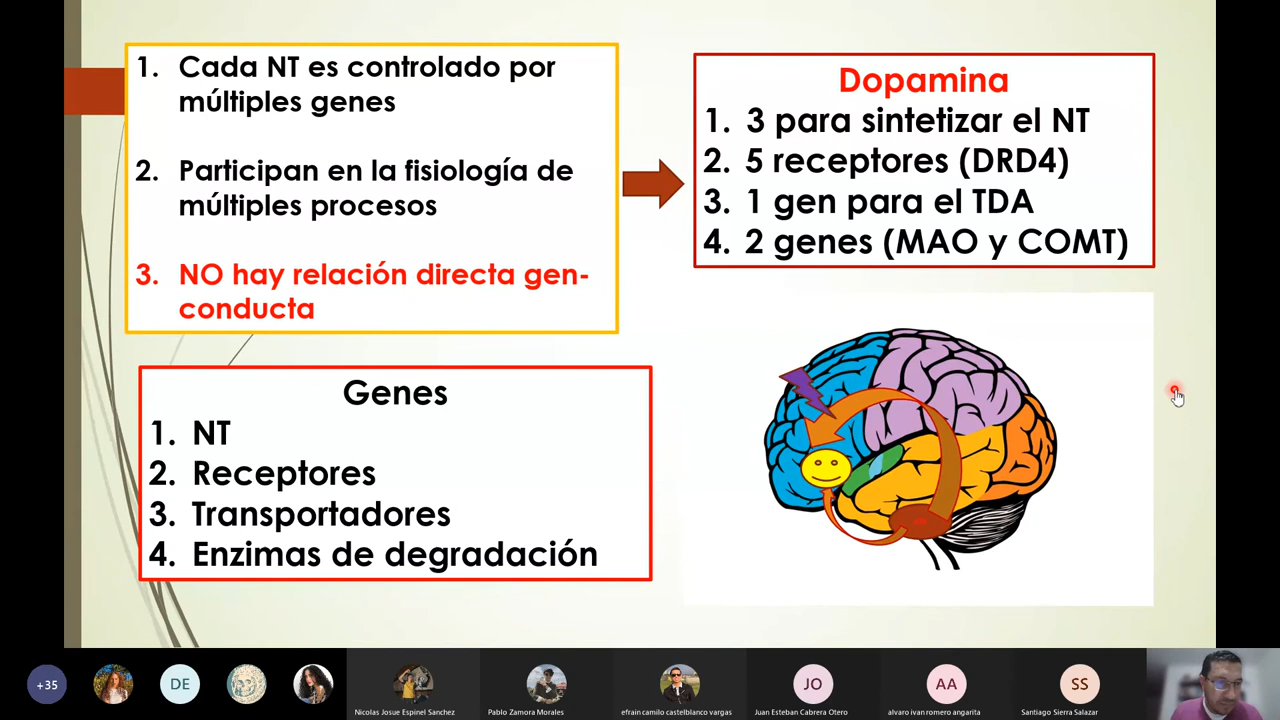 1. Cada NT es controlado por
múltiples genes
2. Participan en la fisiología de
múltiples procesos
3. NO hay relación directa gen-
conducta
Dopamina
1. 3 para sintetizar el NT
2. 5 receptores (DRD4)
3. 1 gen para el TDA
4. 2 genes (MAO y COMT)
Genes
1. NT
2. Receptores
3. Transportadores
4. Enzimas de degradación
+35
DE
JO
AA
SS
Nicolas Josue Espinel Sanchez
Pablo Zamora Morales
efrain camilo castelblanco vargas
Juan Esteban Cabrera Otero
alvaro ivan romero angarita
Santiago Sierra Salazar